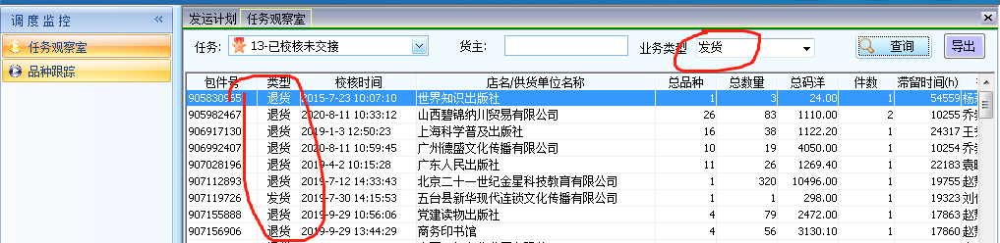 调度监控 «
任务观察室
品种跟踪
发运计划 任务观察室
任务: 13-已校核未交接 货主: 业务类型 发货 查询 导出
包件号 类型 校核时间 店名/供货单位名称 总品种 总数量 总码洋 件数 滞留时间(h)
905830955 退货 2015-7-23 10:07:10 世界知识出版社 1 3 24.00 1 54559
905982467 退货 2020-8-11 10:33:12 山西碧锦纳川贸易有限公司 26 83 1110.00 2 10255
906917130 退货 2019-1-3 12:50:23 上海科学普及出版社 16 38 1122.20 1 24317
906992407 退货 2020-8-11 10:59:45 广州德盛文化传播有限公司 10 19 4050.00 1 10254
907028196 退货 2019-4-2 10:15:28 广东人民出版社 11 26 1269.40 1 22183
907112893 退货 2019-7-12 14:33:43 北京二十一世纪金星科技教育有限公司 1 320 10496.00 1 19755
907119726 发货 2019-7-30 14:15:53 五台县新华现代连锁文化传播有限公司 1 1 298.00 1 19323
907155888 退货 2019-9-29 10:56:06 党建读物出版社 4 79 2472.00 1 17863
907156906 退货 2019-9-29 13:44:29 商务印书馆 4 56 3130.10 1 17860